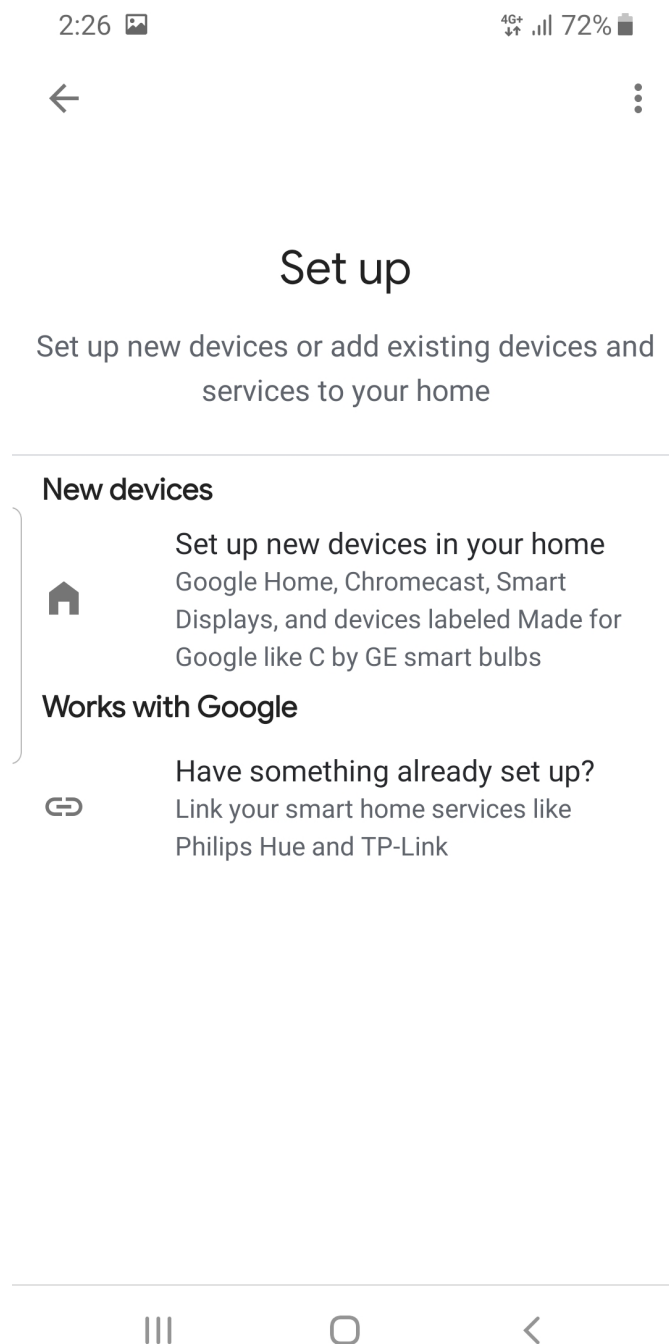 2:26
4G+
72%
Set up
Set up new devices or add existing devices and
services to your home
New devices
Set up new devices in your home
Google Home, Chromecast, Smart
Displays, and devices labeled Made for
Google like C by GE smart bulbs
Works with Google
Have something already set up?
Link your smart home services like
Philips Hue and TP-Link